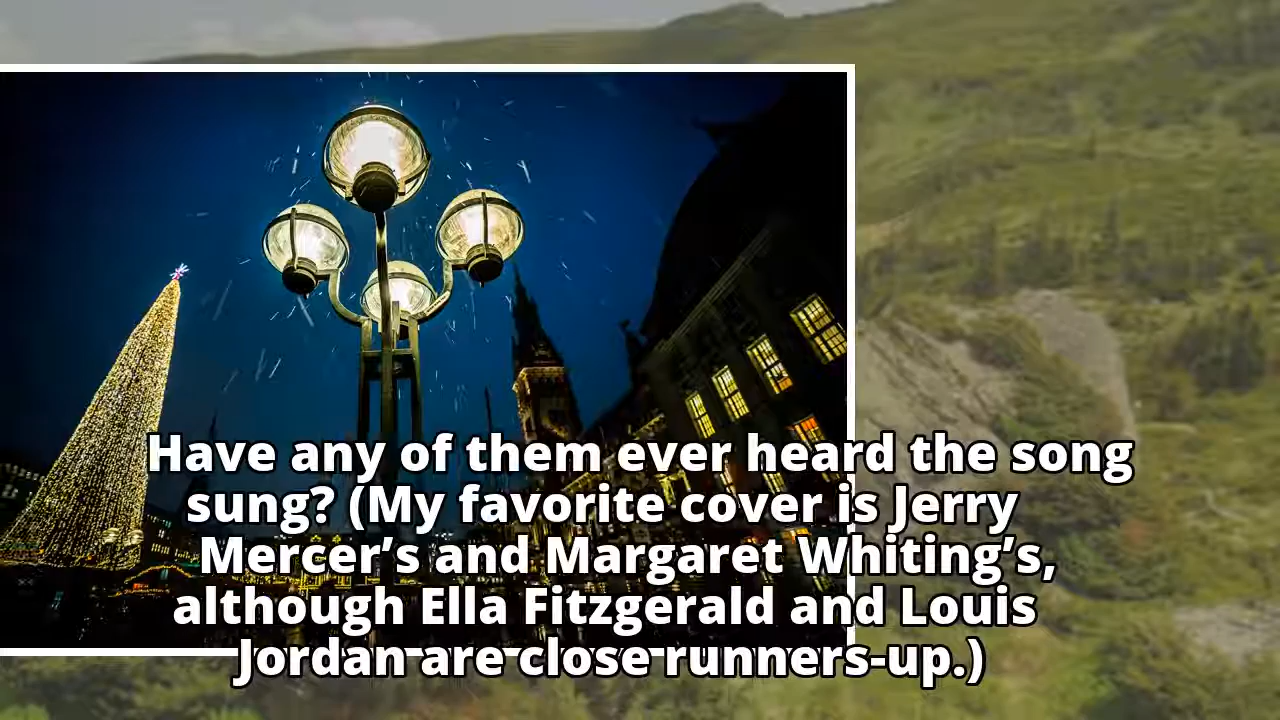 Have any of them ever heard the song
sung? (My favorite cover is Jerry
Mercer’s and Margaret Whiting’s,
although Ella Fitzgerald and Louis
Jordan are close runners-up.)